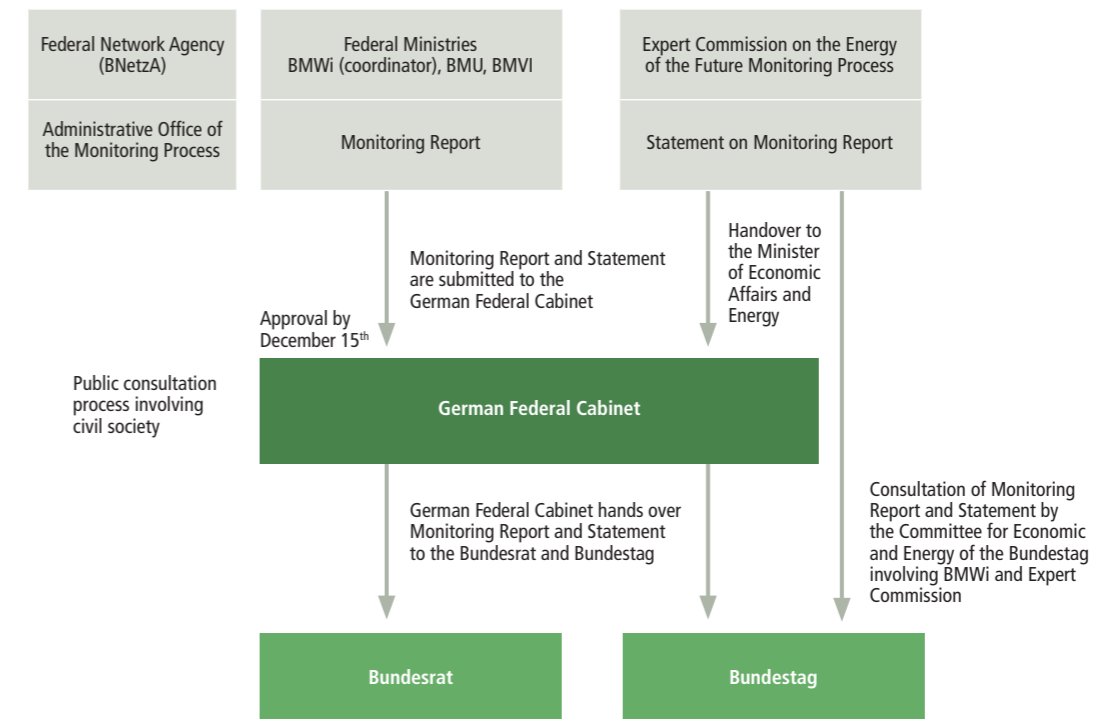 Federal Network Agency
(BNetzA)
Administrative Office of
the Monitoring Process
Federal Ministries
BMWi (coordinator), BMU, BMVI
Monitoring Report
Expert Commission on the Energy
of the Future Monitoring Process
Statement on Monitoring Report
Monitoring Report and Statement
are submitted to the
German Federal Cabinet
Handover to
the Minister
of Economic
Affairs and
Energy
Approval by
December 15th
Public consultation
process involving
civil society
German Federal Cabinet
German Federal Cabinet hands over
Monitoring Report and Statement
to the Bundesrat and Bundestag
Consultation of Monitoring
Report and Statement by
the Committee for Economic
and Energy of the Bundestag
involving BMWi and Expert
Commission
Bundesrat
Bundestag